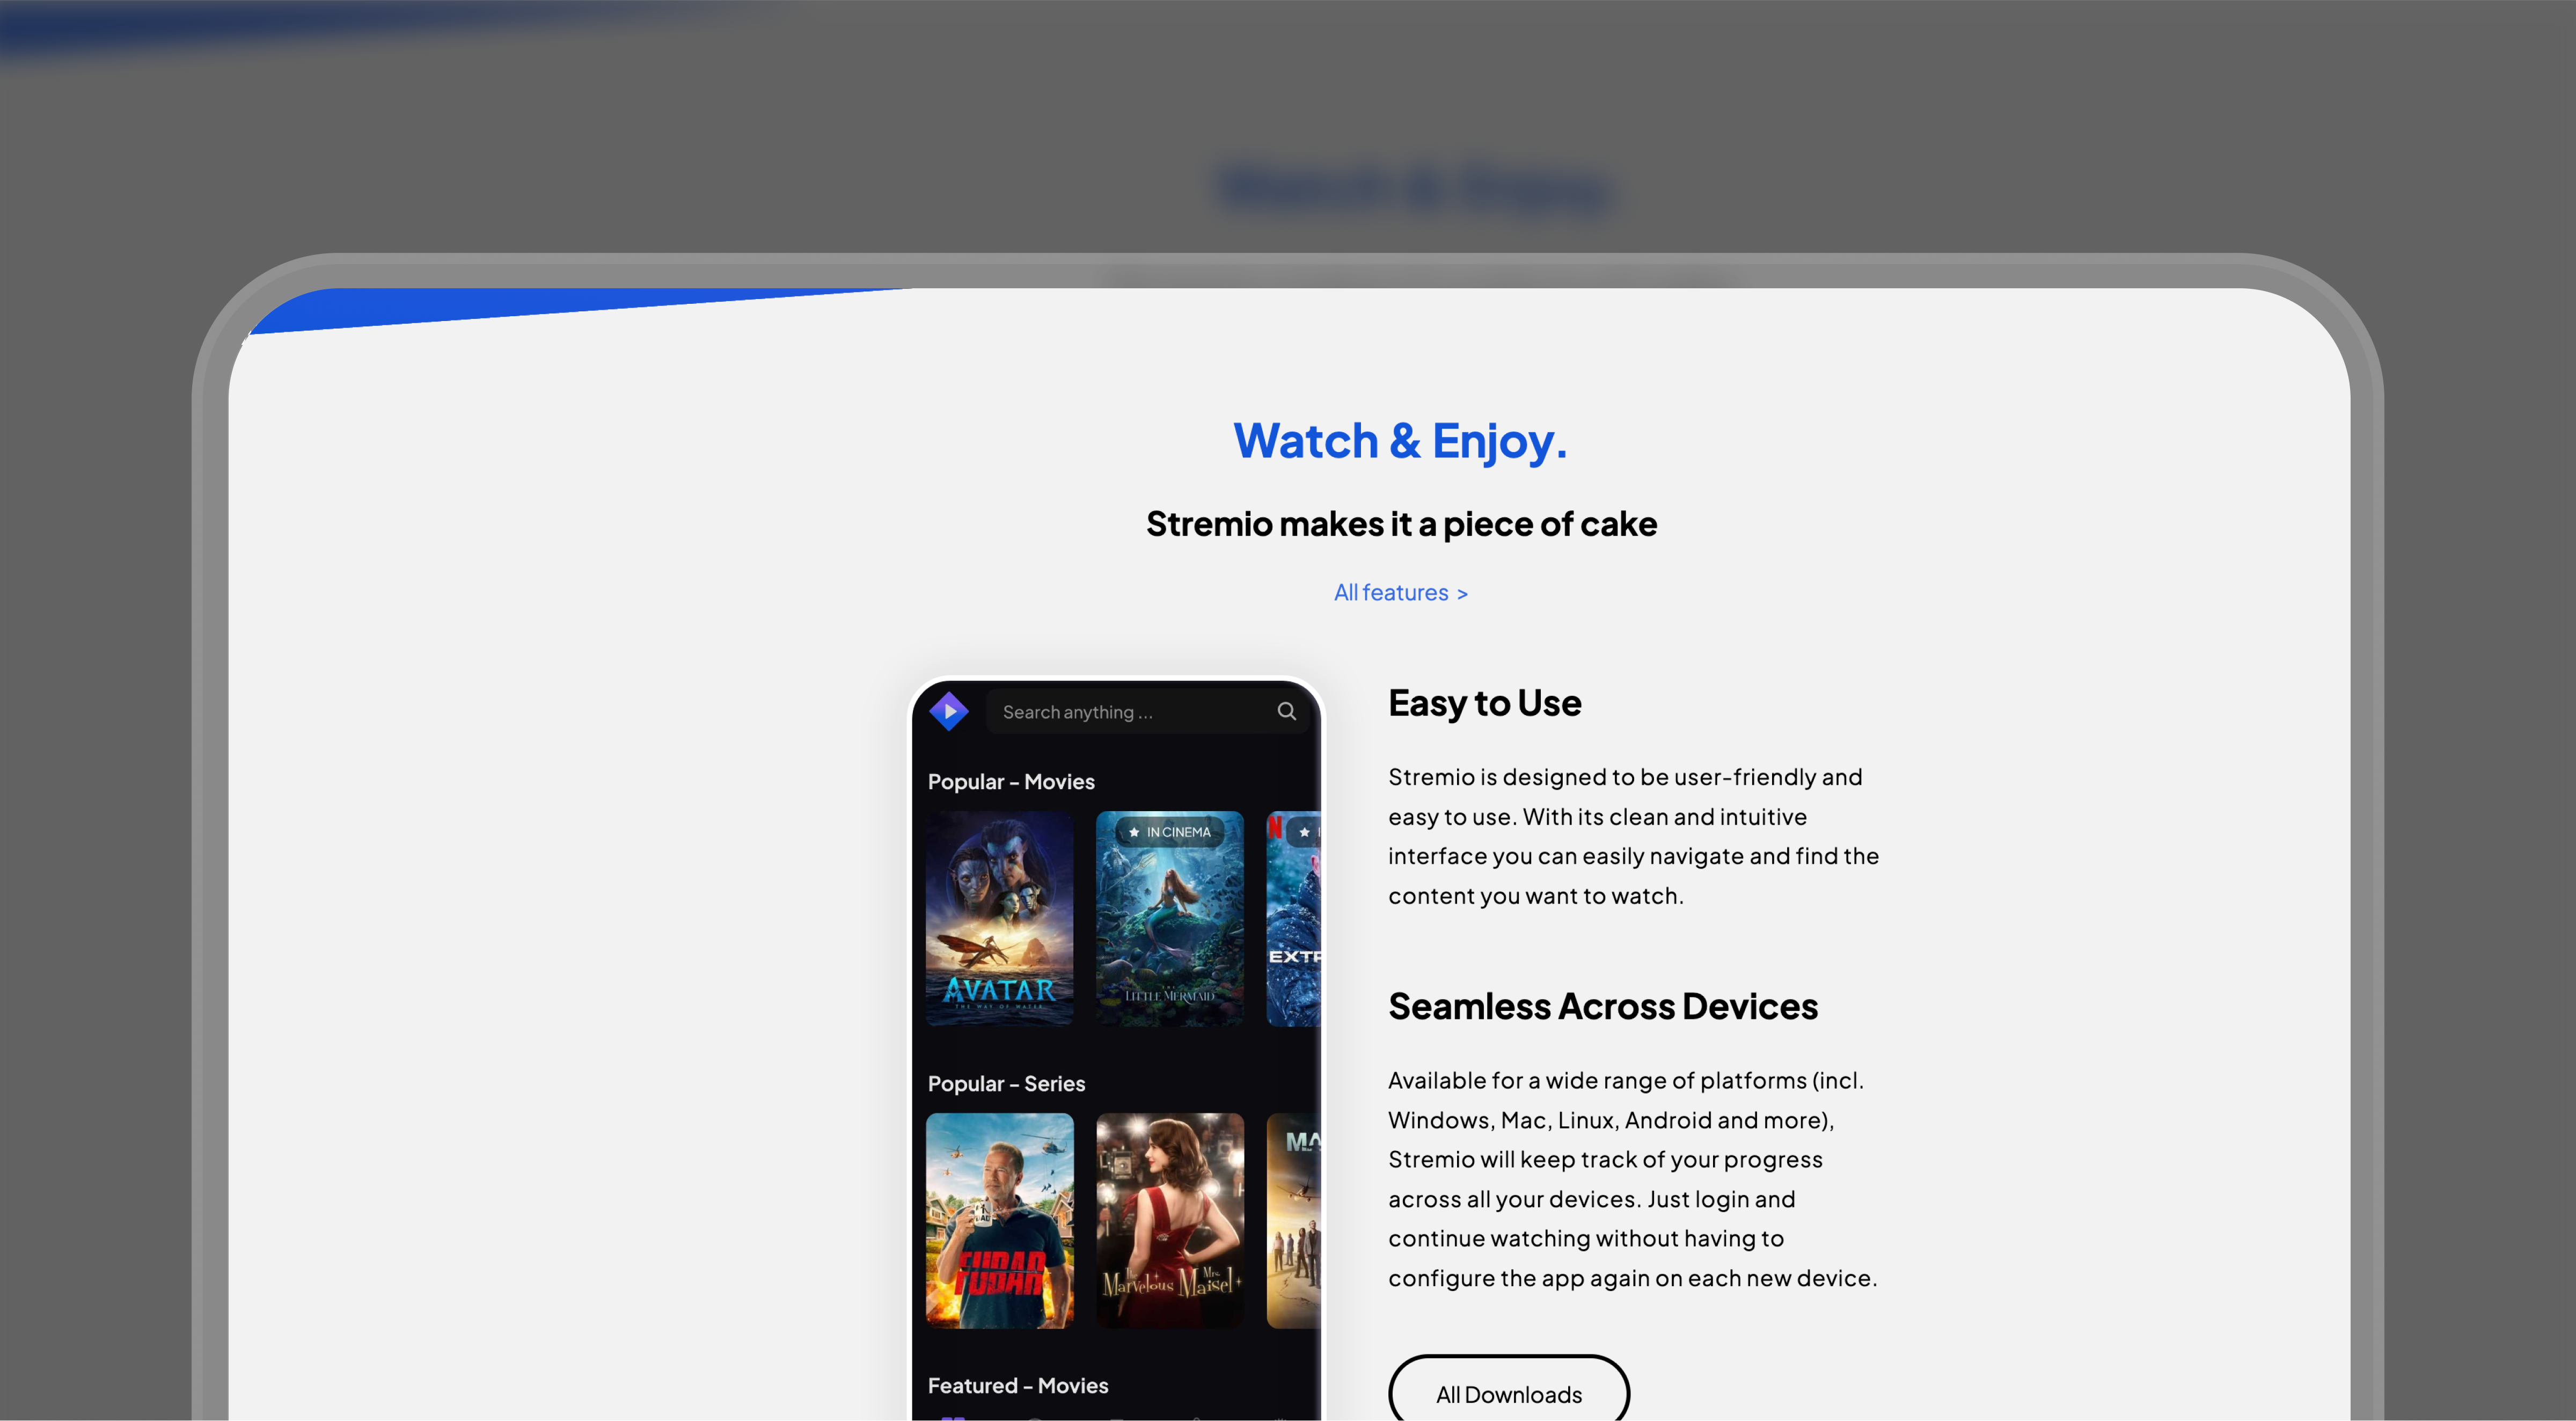 Watch & Enjoy.
Watch & Enjoy.
Stremio makes it a piece of cake
All features >
Search anything ...
Popular - Movies
IN CINEMA
AVATAR
THE WAY OF WATER
THE
LITTLE MERMAID
N
EXTR
Popular - Series
FUBAR
The
Marvelous Mrs. Maisel
MA
Featured - Movies
Easy to Use
Stremio is designed to be user-friendly and
easy to use. With its clean and intuitive
interface you can easily navigate and find the
content you want to watch.
Seamless Across Devices
Available for a wide range of platforms (incl.
Windows, Mac, Linux, Android and more),
Stremio will keep track of your progress
across all your devices. Just login and
continue watching without having to
configure the app again on each new device.
All Downloads